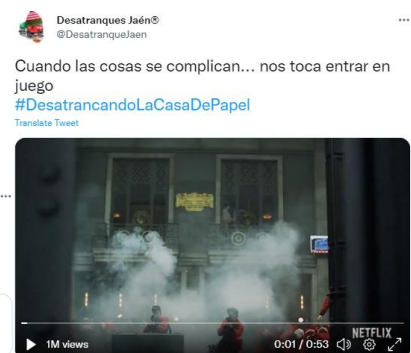 Desatranques Jaén®
@DesatranqueJaen
Cuando las cosas se complican... nos toca entrar en
juego
#DesatrancandoLaCasaDePapel
Translate Tweet
NETFLIX
1M views
0:01 / 0:53